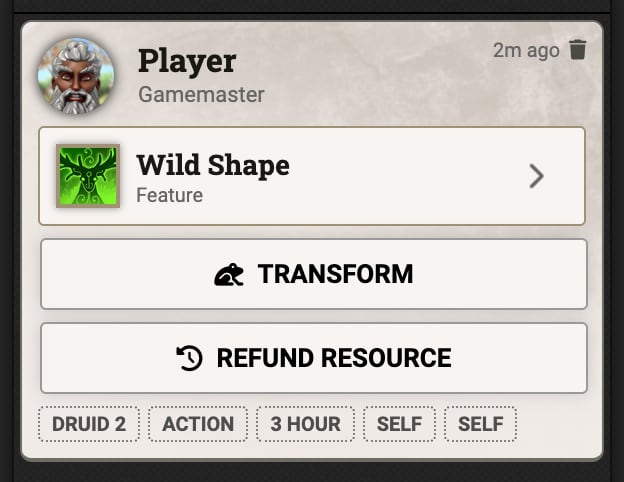 Player
2m ago
Gamemaster
Wild Shape
Feature
TRANSFORM
REFUND RESOURCE
DRUID 2 ACTION 3 HOUR SELF SELF